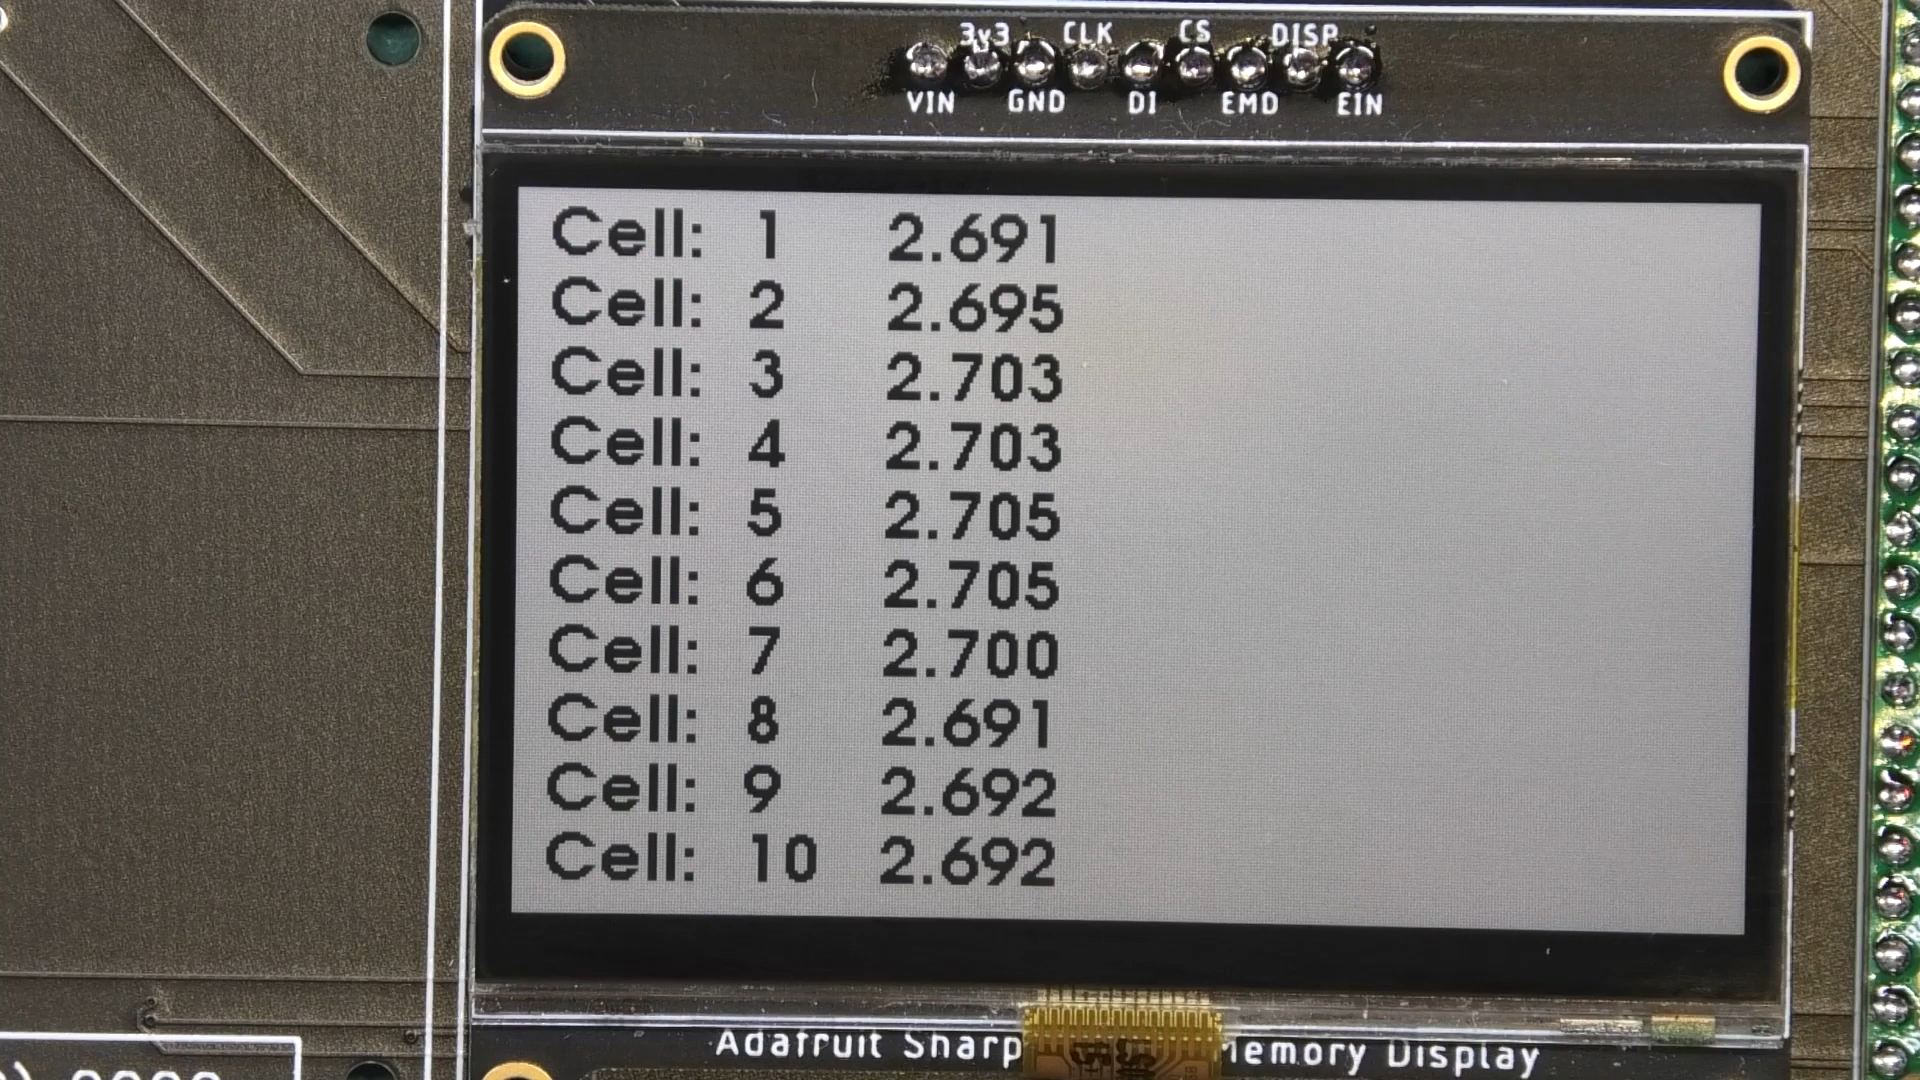 3v3 CLK CS DISP
VIN GND DI EMD EIN
Cell: 1 2.691
Cell: 2 2.695
Cell: 3 2.703
Cell: 4 2.703
Cell: 5 2.705
Cell: 6 2.705
Cell: 7 2.700
Cell: 8 2.691
Cell: 9 2.692
Cell: 10 2.692
Adafruit Sharp Memory Display